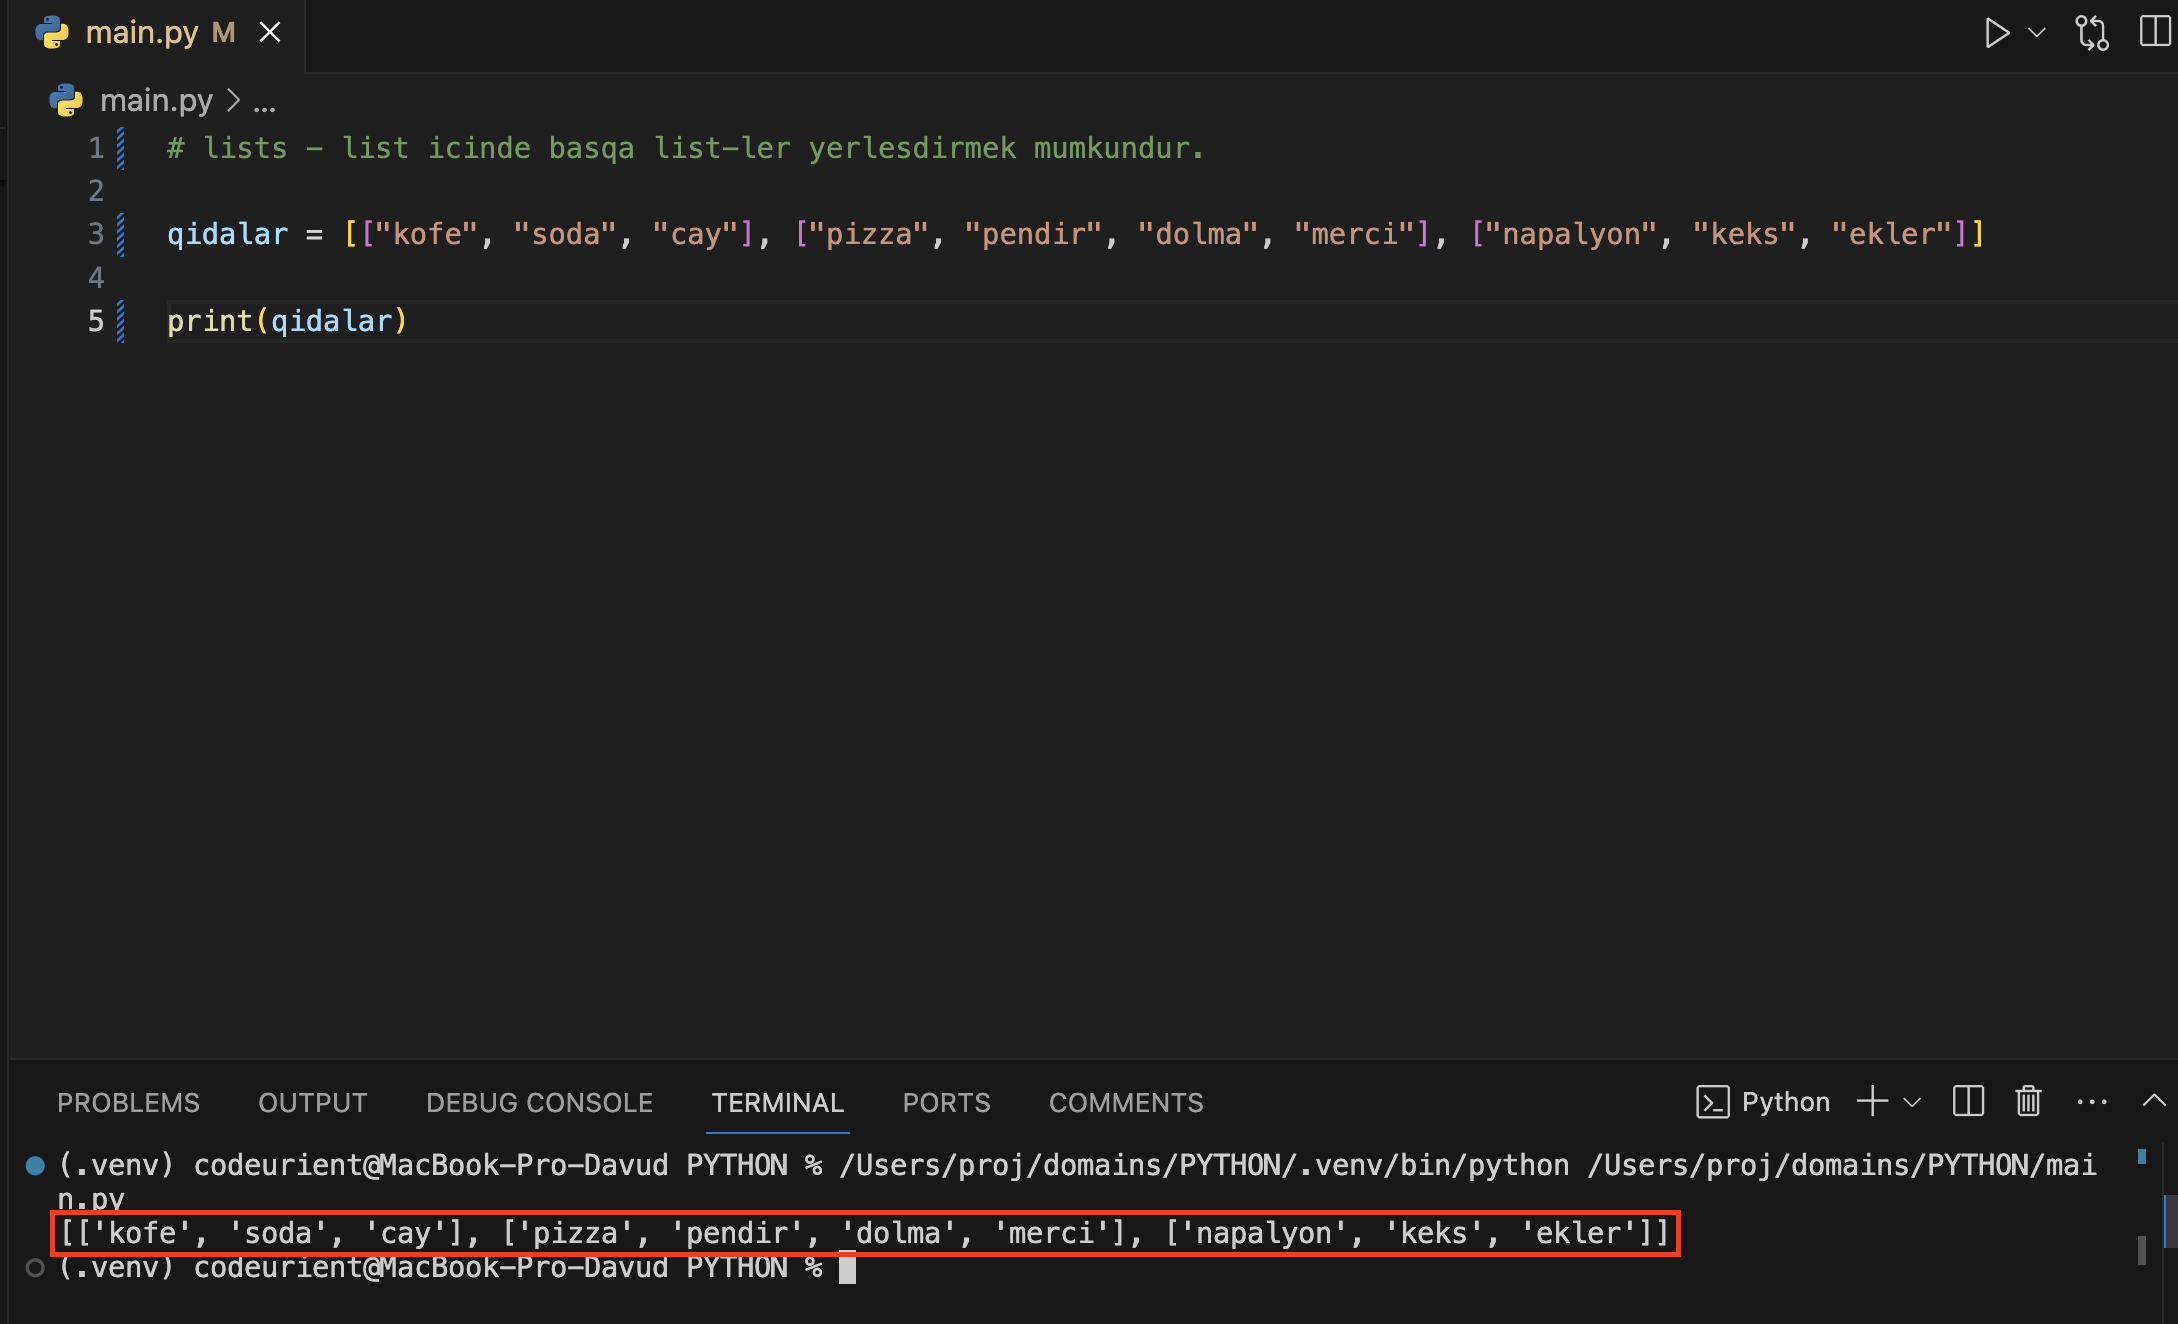 main.py M
main.py > ...
1 # lists - list icinde basqa list-ler yerlesdirmek mumkundur.
2
3 qidalar = [["kofe", "soda", "cay"], ["pizza", "pendir", "dolma", "merci"], ["napalyon", "keks", "ekler"]]
4
5 print(qidalar)
PROBLEMS OUTPUT DEBUG CONSOLE TERMINAL PORTS COMMENTS Python
(.venv) codeurient@MacBook-Pro-Davud PYTHON % /Users/proj/domains/PYTHON/.venv/bin/python /Users/proj/domains/PYTHON/mai
n.py
[['kofe', 'soda', 'cay'], ['pizza', 'pendir', 'dolma', 'merci'], ['napalyon', 'keks', 'ekler']]
(.venv) codeurient@MacBook-Pro-Davud PYTHON %